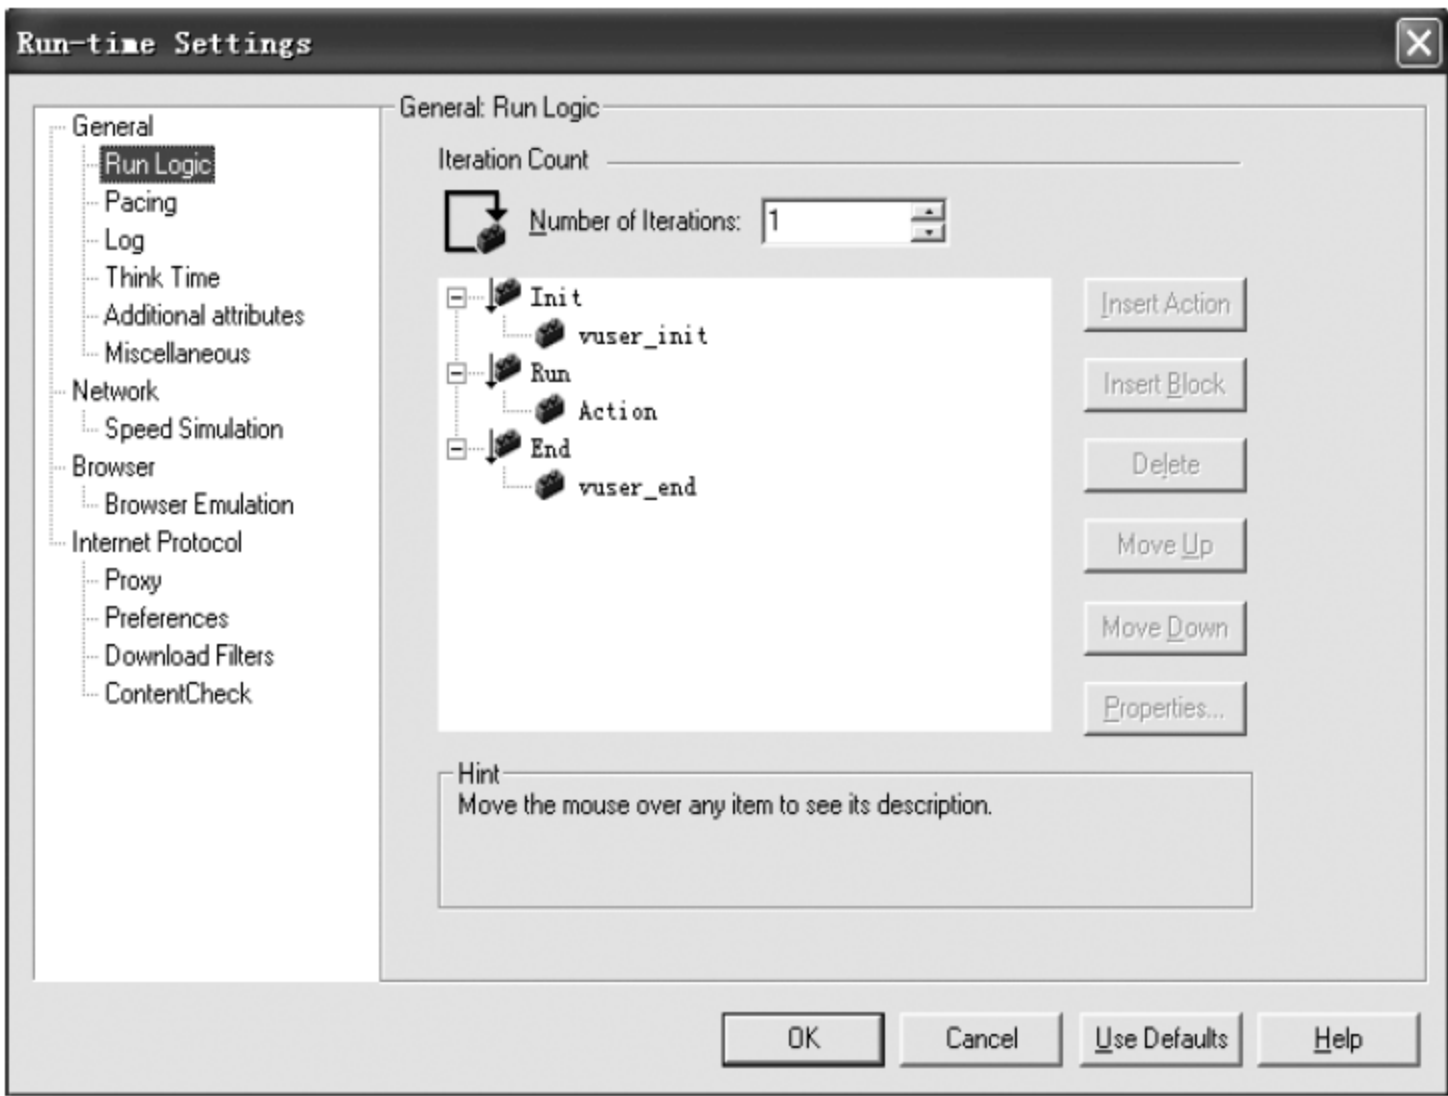 Run-time Settings
General
Run Logic
Pacing
Log
Think Time
Additional attributes
Miscellaneous
Network
Speed Simulation
Browser
Browser Emulation
Internet Protocol
Proxy
Preferences
Download Filters
ContentCheck
General: Run Logic
Iteration Count
Number of Iterations: 1
Init
vuser_init
Run
Action
End
vuser_end
Insert Action
Insert Block
Delete
Move Up
Move Down
Properties...
Hint
Move the mouse over any item to see its description.
OK Cancel Use Defaults Help